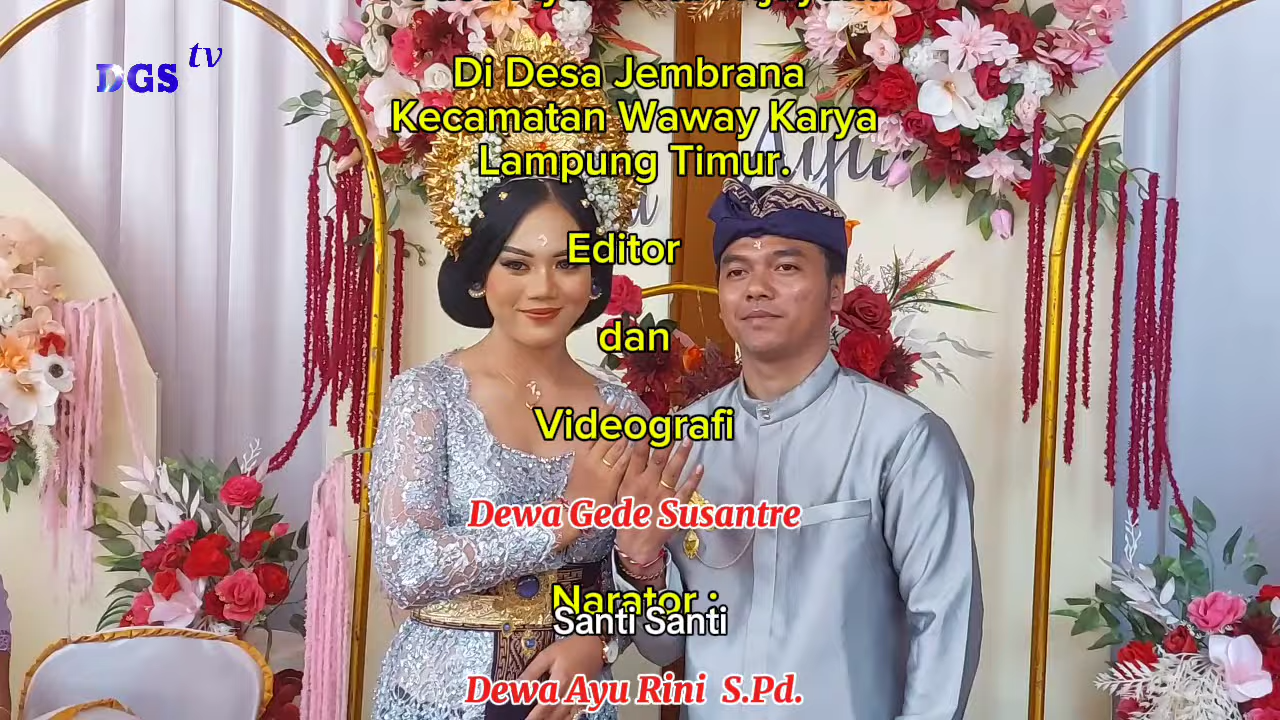 DGS tv
Di Desa Jembrana
Kecamatan Waway Karya
Lampung Timur.
Editor
dan
Videografi
Dewa Gede Susantre
Narator :
Santi Santi
Dewa Ayu Rini S.Pd.